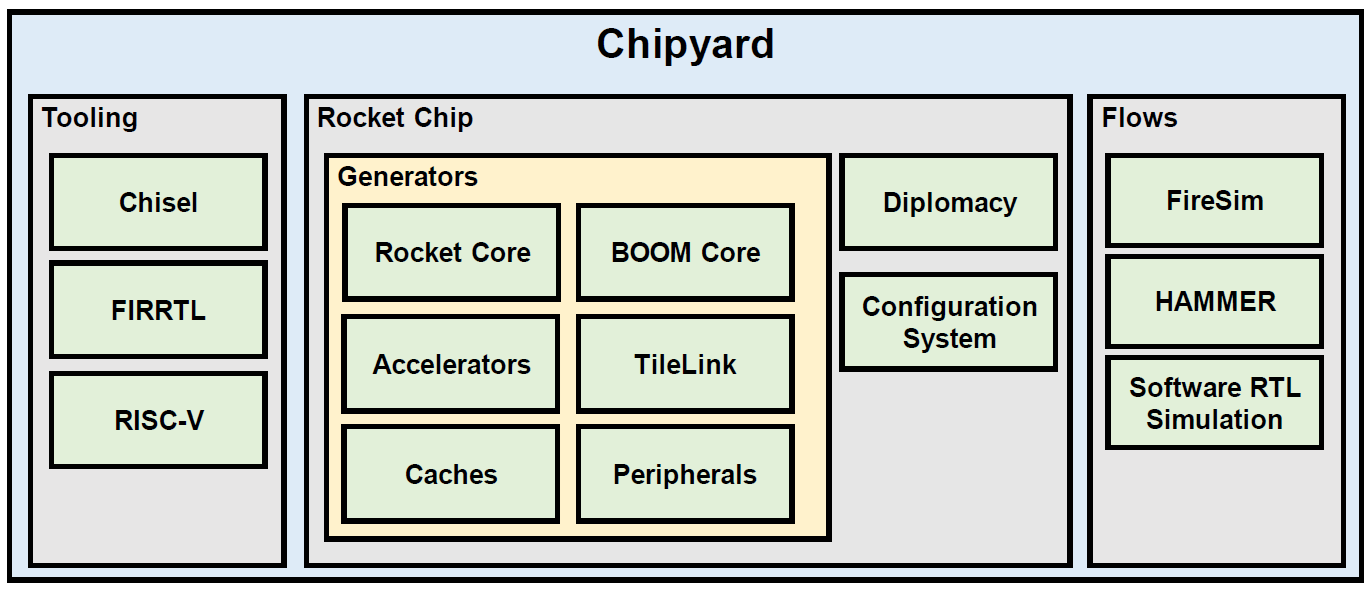 Chipyard
Tooling
Chisel
FIRRTL
RISC-V
Rocket Chip
Generators
Rocket Core
BOOM Core
Accelerators
TileLink
Caches
Peripherals
Diplomacy
Configuration
System
Flows
FireSim
HAMMER
Software RTL
Simulation